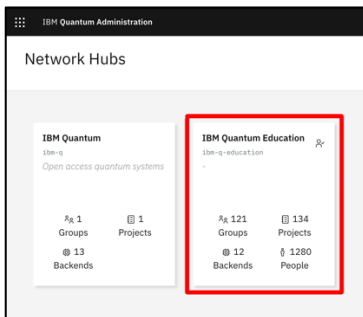 IBM Quantum Administration
Network Hubs
IBM Quantum
ibm-q
Open access quantum systems
1
Groups
1
Projects
13
Backends
IBM Quantum Education
ibm-q-education
-
121
Groups
134
Projects
12
Backends
1280
People